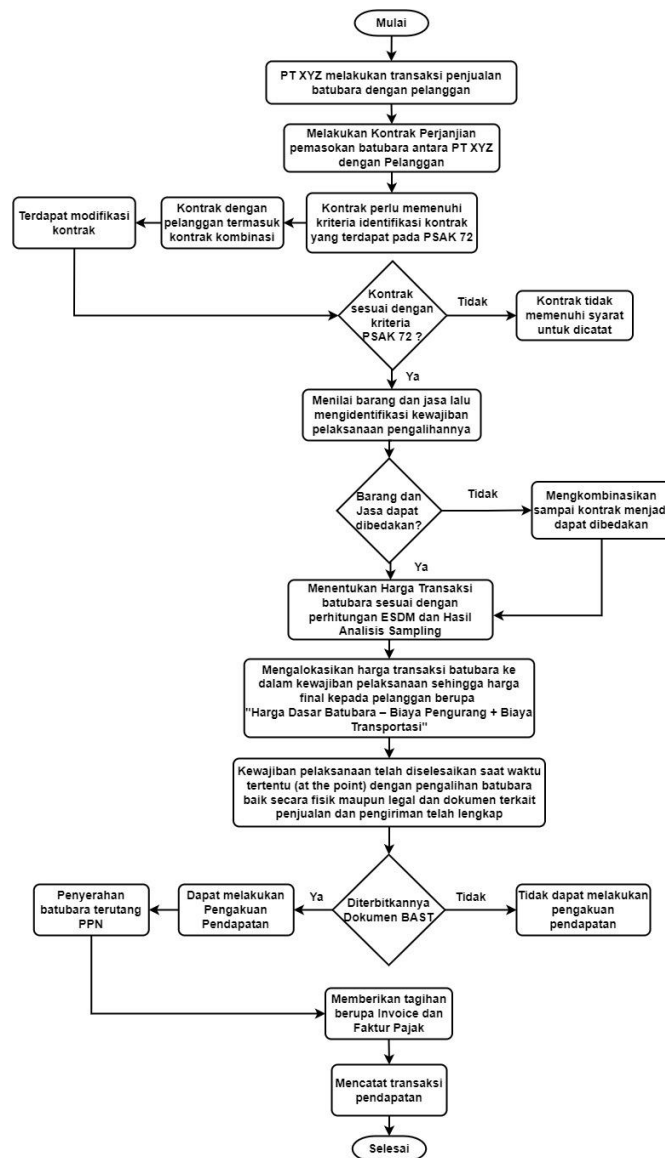 Mulai
PT XYZ melakukan transaksi penjualan
batubara dengan pelanggan
Melakukan Kontrak Perjanjian
pemasokan batubara antara PT XYZ
dengan Pelanggan
Kontrak perlu memenuhi
kriteria identifikasi kontrak
yang terdapat pada PSAK 72
Kontrak dengan
pelanggan termasuk
kontrak kombinasi
Terdapat modifikasi
kontrak
Kontrak
sesuai dengan
kriteria
PSAK 72 ?
Tidak
Kontrak tidak
memenuhi syarat
untuk dicatat
Ya
Menilai barang dan jasa lalu
mengidentifikasi kewajiban
pelaksanaan pengalihannya
Barang dan
Jasa dapat
dibedakan?
Tidak
Mengkombinasikan
sampai kontrak menjad
dapat dibedakan
Ya
Menentukan Harga Transaksi
batubara sesuai dengan
perhitungan ESDM dan Hasil
Analisis Sampling
Mengalokasikan harga transaksi batubara ke
dalam kewajiban pelaksanaan sehingga harga
final kepada pelanggan berupa
"Harga Dasar Batubara – Biaya Pengurang + Biaya
Transportasi"
Kewajiban pelaksanaan telah diselesaikan saat waktu
tertentu (at the point) dengan pengalihan batubara
baik secara fisik maupun legal dan dokumen terkait
penjualan dan pengiriman telah lengkap
Diterbitkannya
Dokumen BAST
Tidak
Tidak dapat melakukan
pengakuan
pendapatan
Ya
Dapat melakukan
Pengakuan
Pendapatan
Penyerahan
batubara terutang
PPN
Memberikan tagihan
berupa Invoice dan
Faktur Pajak
Mencatat transaksi
pendapatan
Selesai